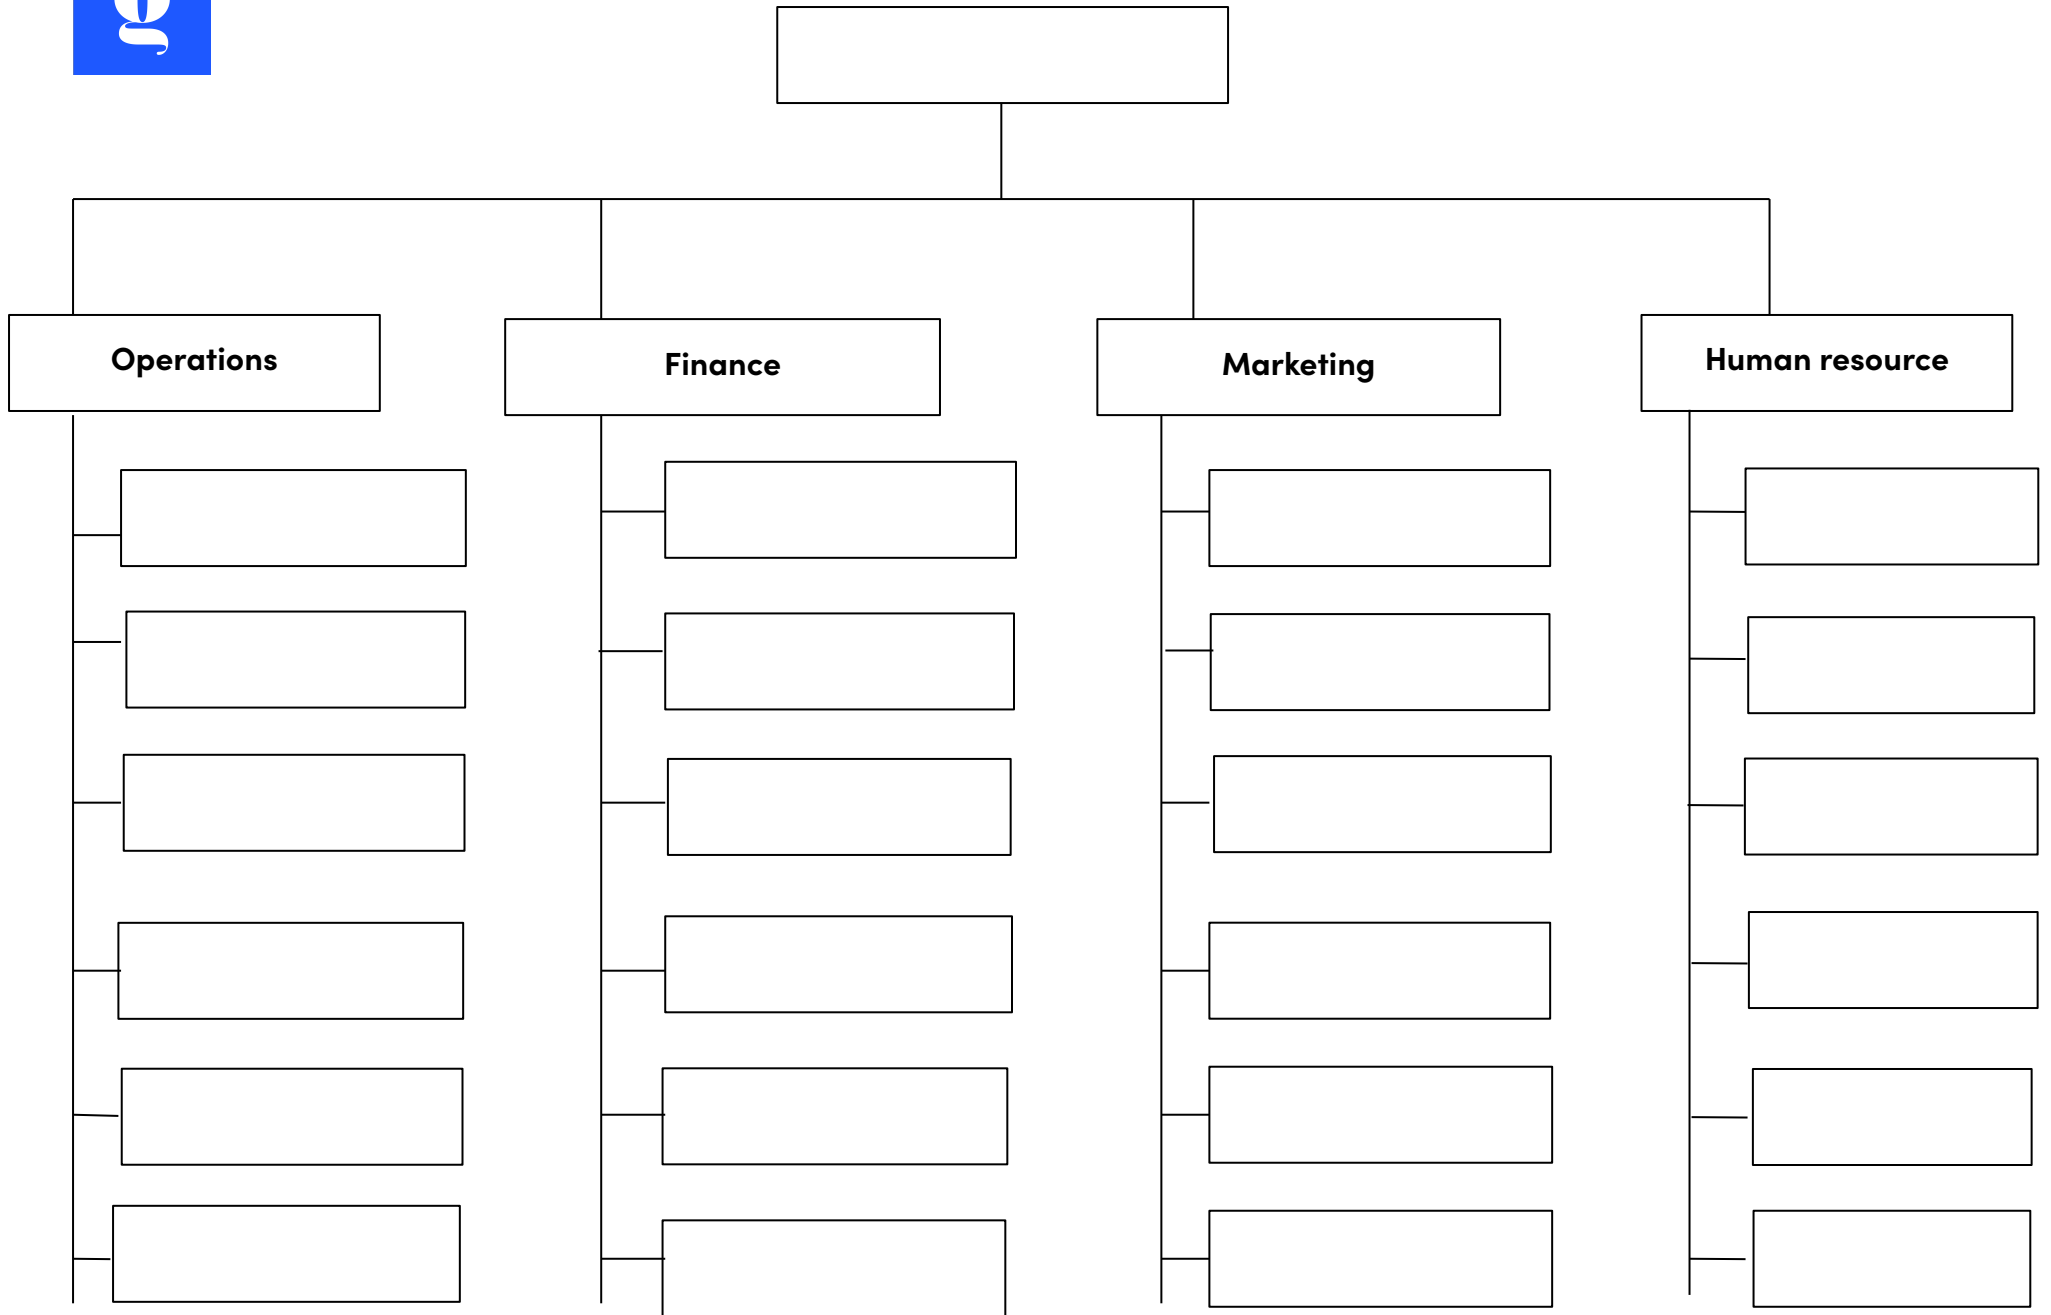 g
Operations
Finance
Marketing
Human resource